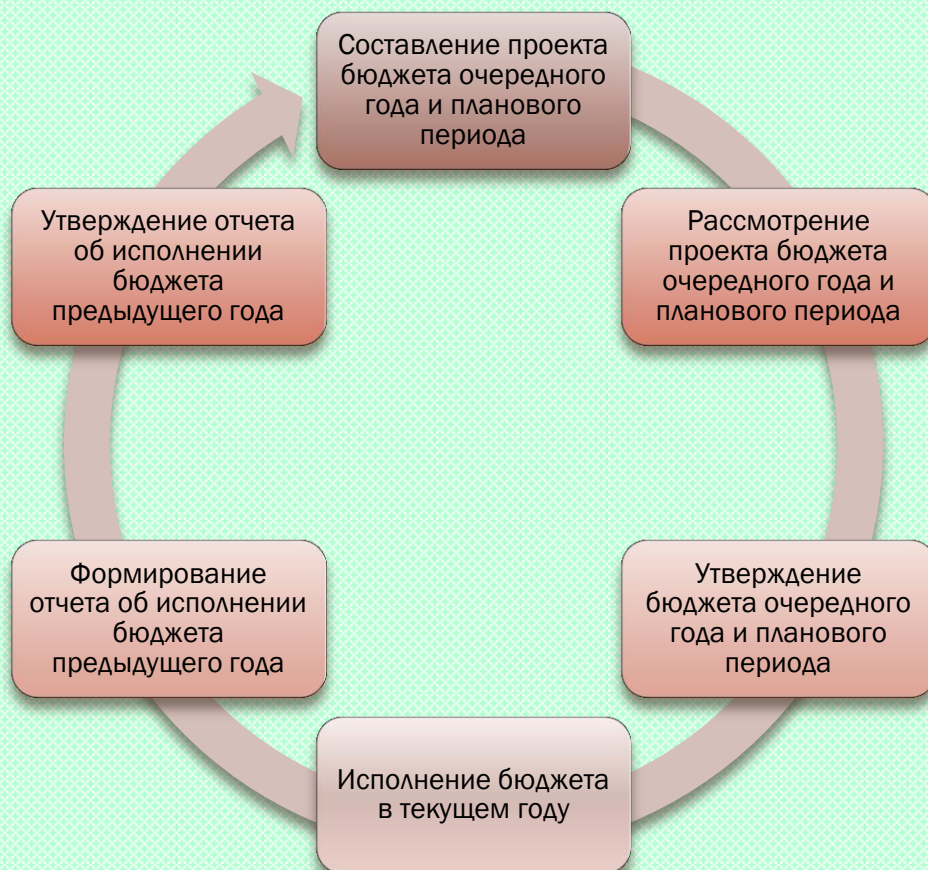 Составление проекта
бюджета очередного
года и планового
периода
Рассмотрение
проекта бюджета
очередного года и
планового периода
Утверждение
бюджета очередного
года и планового
периода
Исполнение бюджета
в текущем году
Формирование
отчета об исполнении
бюджета
предыдущего года
Утверждение отчета
об исполнении
бюджета
предыдущего года